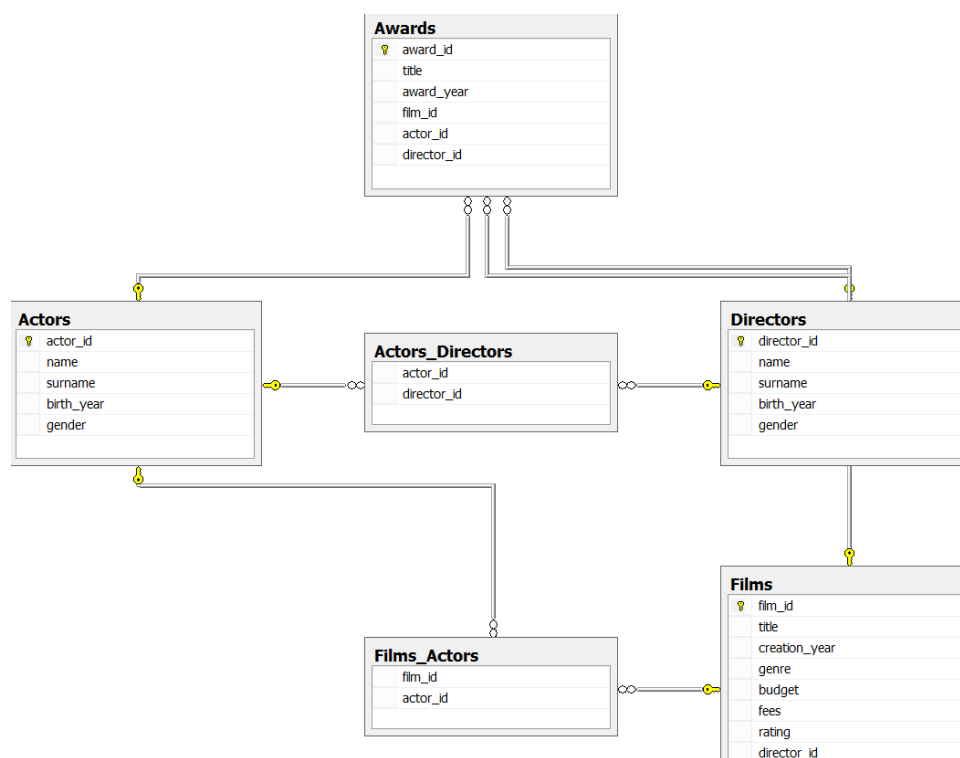 Awards
award_id
title
award_year
film_id
actor_id
director_id
Actors
actor_id
name
surname
birth_year
gender
Actors_Directors
actor_id
director_id
Directors
director_id
name
surname
birth_year
gender
Films_Actors
film_id
actor_id
Films
film_id
title
creation_year
genre
budget
fees
rating
director_id